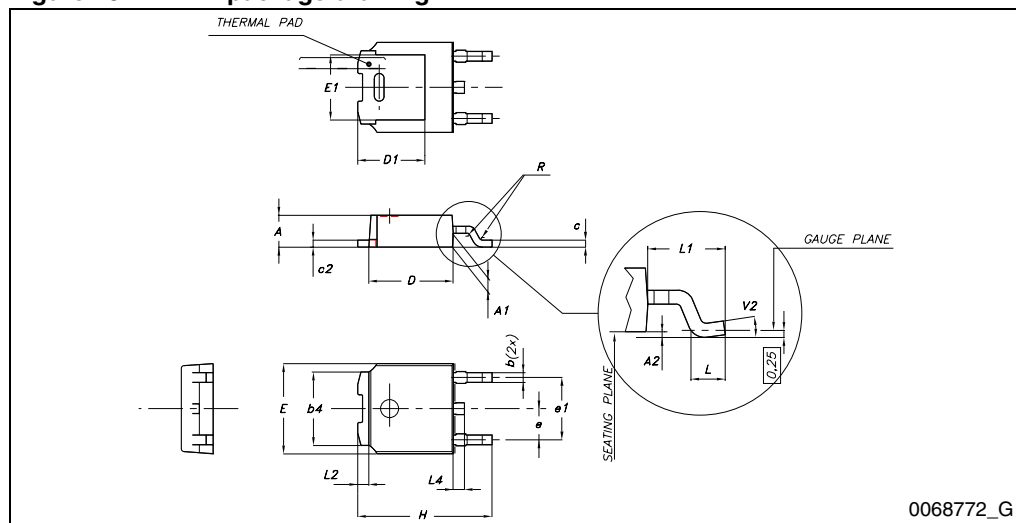 THERMAL PAD
E1
D1
R
A
c
c2
D
A1
L1
GAUGE PLANE
V2
A2
L
0,25
SEATING PLANE
b(2x)
E
b4
e
e1
L2
L4
H
0068772_G